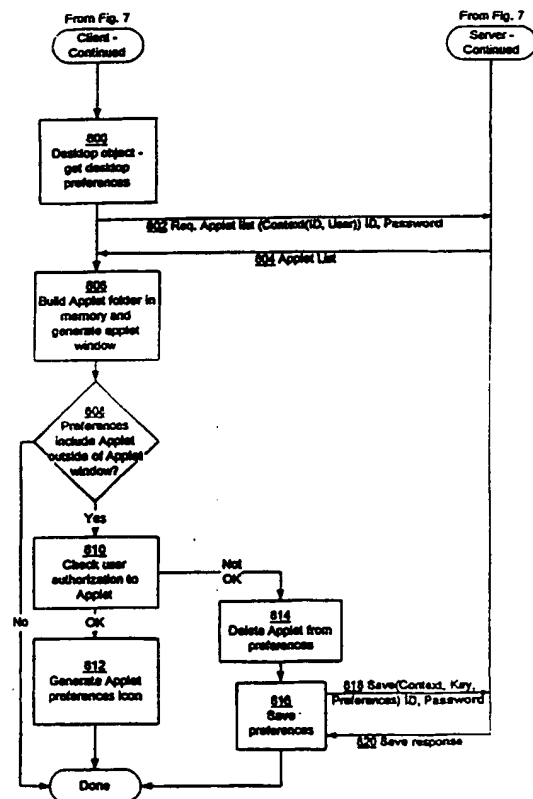 From Fig. 7
Client -
Continued
From Fig. 7
Server -
Continued
800
Desktop object -
get desktop
preferences
802 Req. Applet list (Context(ID, User)) ID, Password
804 Applet List
806
Build Applet folder in
memory and
generate applet
window
Preferences
include Applet
outside of Applet
window?
Yes
No
810
Check user
authorization to
Applet
Not
OK
OK
814
Delete Applet from
preferences
812
Generate Applet
preferences icon
816
Save
preferences
818 Save(Context, Key,
Preferences) ID, Password
820 Save response
Done